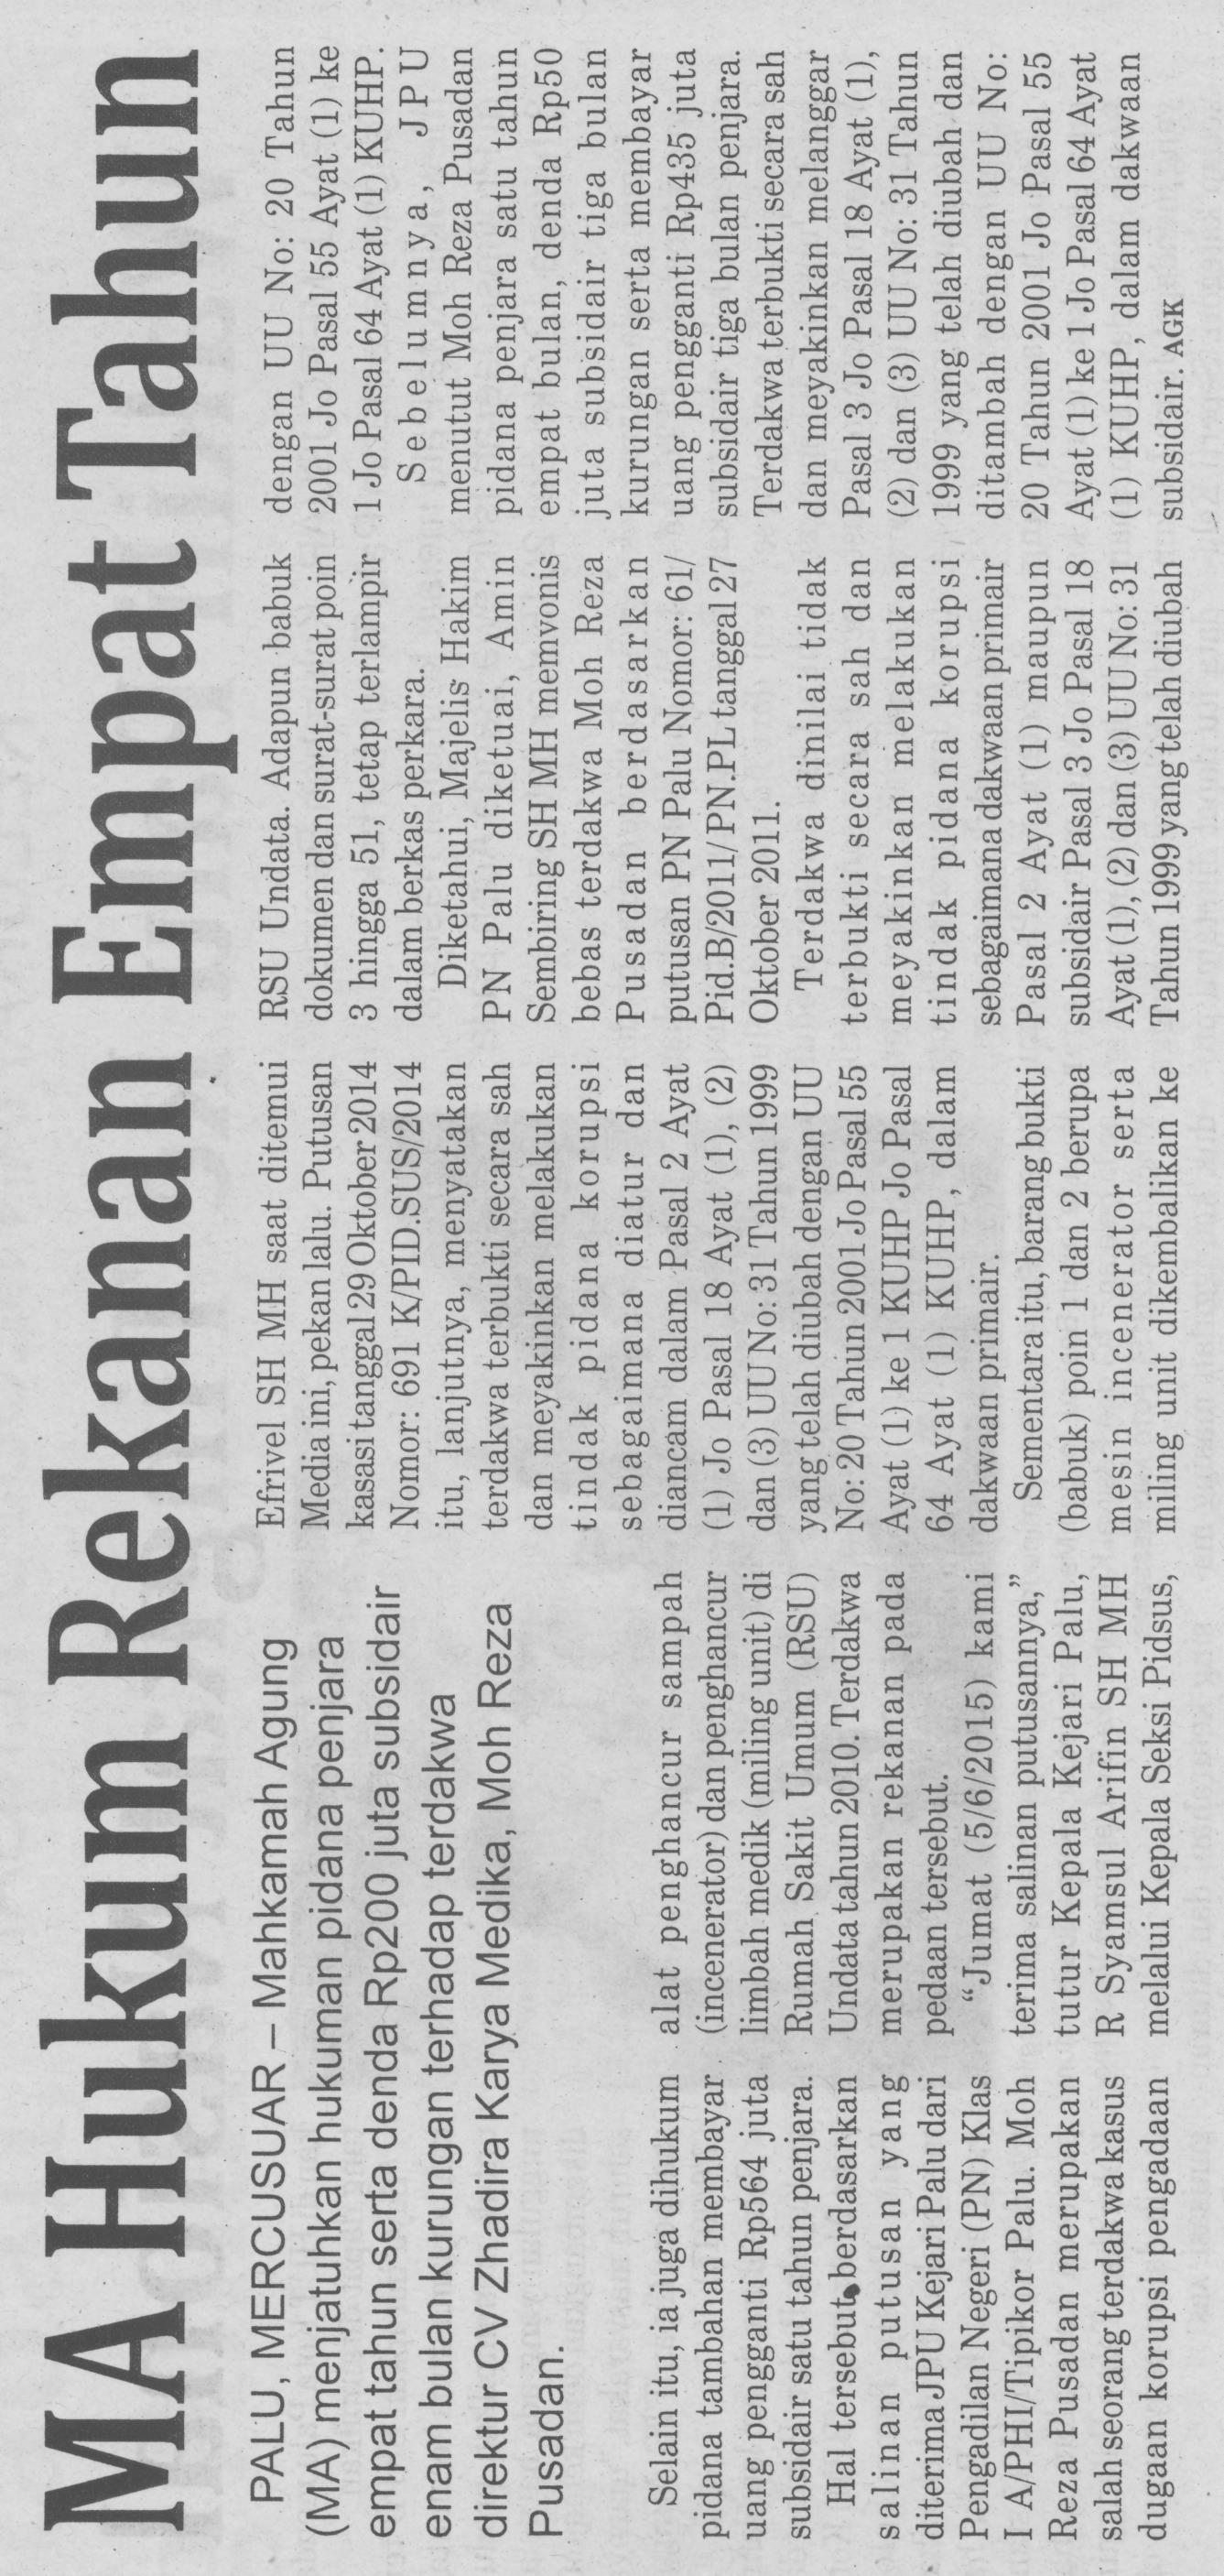 MA Hukum Rekanan Empat Tahun
PALU, MERCUSUAR – Mahkamah Agung
(MA) menjatuhkan hukuman pidana penjara
empat tahun serta denda Rp200 juta subsidair
enam bulan kurungan terhadap terdakwa
direktur CV Zhadira Karya Medika, Moh Reza
Pusadan.
Selain itu, ia juga dihukum
pidana tambahan membayar
uang pengganti Rp564 juta
subsidair satu tahun penjara.
Hal tersebut berdasarkan
salinan putusan yang
diterima JPU Kejari Palu dari
Pengadilan Negeri (PN) Klas
I A/PHI/Tipikor Palu. Moh
Reza Pusadan merupakan
salah seorang terdakwa kasus
dugaan korupsi pengadaan
alat penghancur sampah
(incenerator) dan penghancur
limbah medik (miling unit) di
Rumah Sakit Umum (RSU)
Undata tahun 2010. Terdakwa
merupakan rekanan pada
pedaan tersebut.
“Jumat (5/6/2015) kami
terima salinan putusannya,”
tutur Kepala Kejari Palu,
R Syamsul Arifin SH MH
melalui Kepala Seksi Pidsus,
Efrivel SH MH saat ditemui
Media ini, pekan lalu. Putusan
kasasi tanggal 29 Oktober 2014
Nomor: 691 K/PID.SUS/2014
itu, lanjutnya, menyatakan
terdakwa terbukti secara sah
dan meyakinkan melakukan
tindak pidana korupsi
sebagaimana diatur dan
diancam dalam Pasal 2 Ayat
(1) Jo Pasal 18 Ayat (1), (2)
dan (3) UU No: 31 Tahun 1999
yang telah diubah dengan UU
No: 20 Tahun 2001 Jo Pasal 55
Ayat (1) ke 1 KUHP Jo Pasal
64 Ayat (1) KUHP, dalam
dakwaan primair.
Sementara itu, barang bukti
(babuk) poin 1 dan 2 berupa
mesin incenerator serta
miling unit dikembalikan ke
RSU Undata. Adapun babuk
dokumen dan surat-surat poin
3 hingga 51, tetap terlampir
dalam berkas perkara.
Diketahui, Majelis Hakim
PN Palu diketuai, Amin
Sembiring SH MH memvonis
bebas terdakwa Moh Reza
Pusadan berdasarkan
putusan PN Palu Nomor: 61/
Pid.B/2011/PN.PL tanggal 27
Oktober 2011.
Terdakwa dinilai tidak
terbukti secara sah dan
meyakinkan melakukan
tindak pidana korupsi
sebagaimana dakwaan primair
Pasal 2 Ayat (1) maupun
subsidair Pasal 3 Jo Pasal 18
Ayat (1), (2) dan (3) UU No: 31
Tahun 1999 yang telah diubah
dengan UU No: 20 Tahun
2001 Jo Pasal 55 Ayat (1) ke
1 Jo Pasal 64 Ayat (1) KUHP.
Sebelumnya, JPU
menutut Moh Reza Pusadan
pidana penjara satu tahun
empat bulan, denda Rp50
juta subsidair tiga bulan
kurungan serta membayar
uang pengganti Rp435 juta
subsidair tiga bulan penjara.
Terdakwa terbukti secara sah
dan meyakinkan melanggar
Pasal 3 Jo Pasal 18 Ayat (1),
(2) dan (3) UU No: 31 Tahun
1999 yang telah diubah dan
ditambah dengan UU No:
20 Tahun 2001 Jo Pasal 55
Ayat (1) ke 1 Jo Pasal 64 Ayat
(1) KUHP, dalam dakwaan
subsidair. AGK